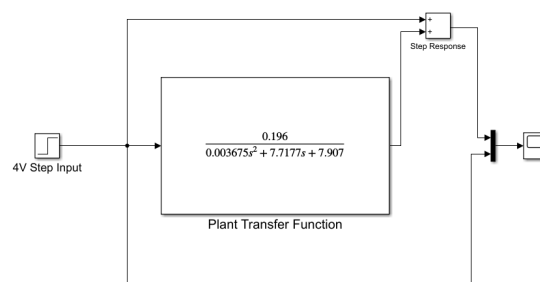 +
+
Step Response
0.196
0.003675s² + 7.7177s + 7.907
4V Step Input
Plant Transfer Function